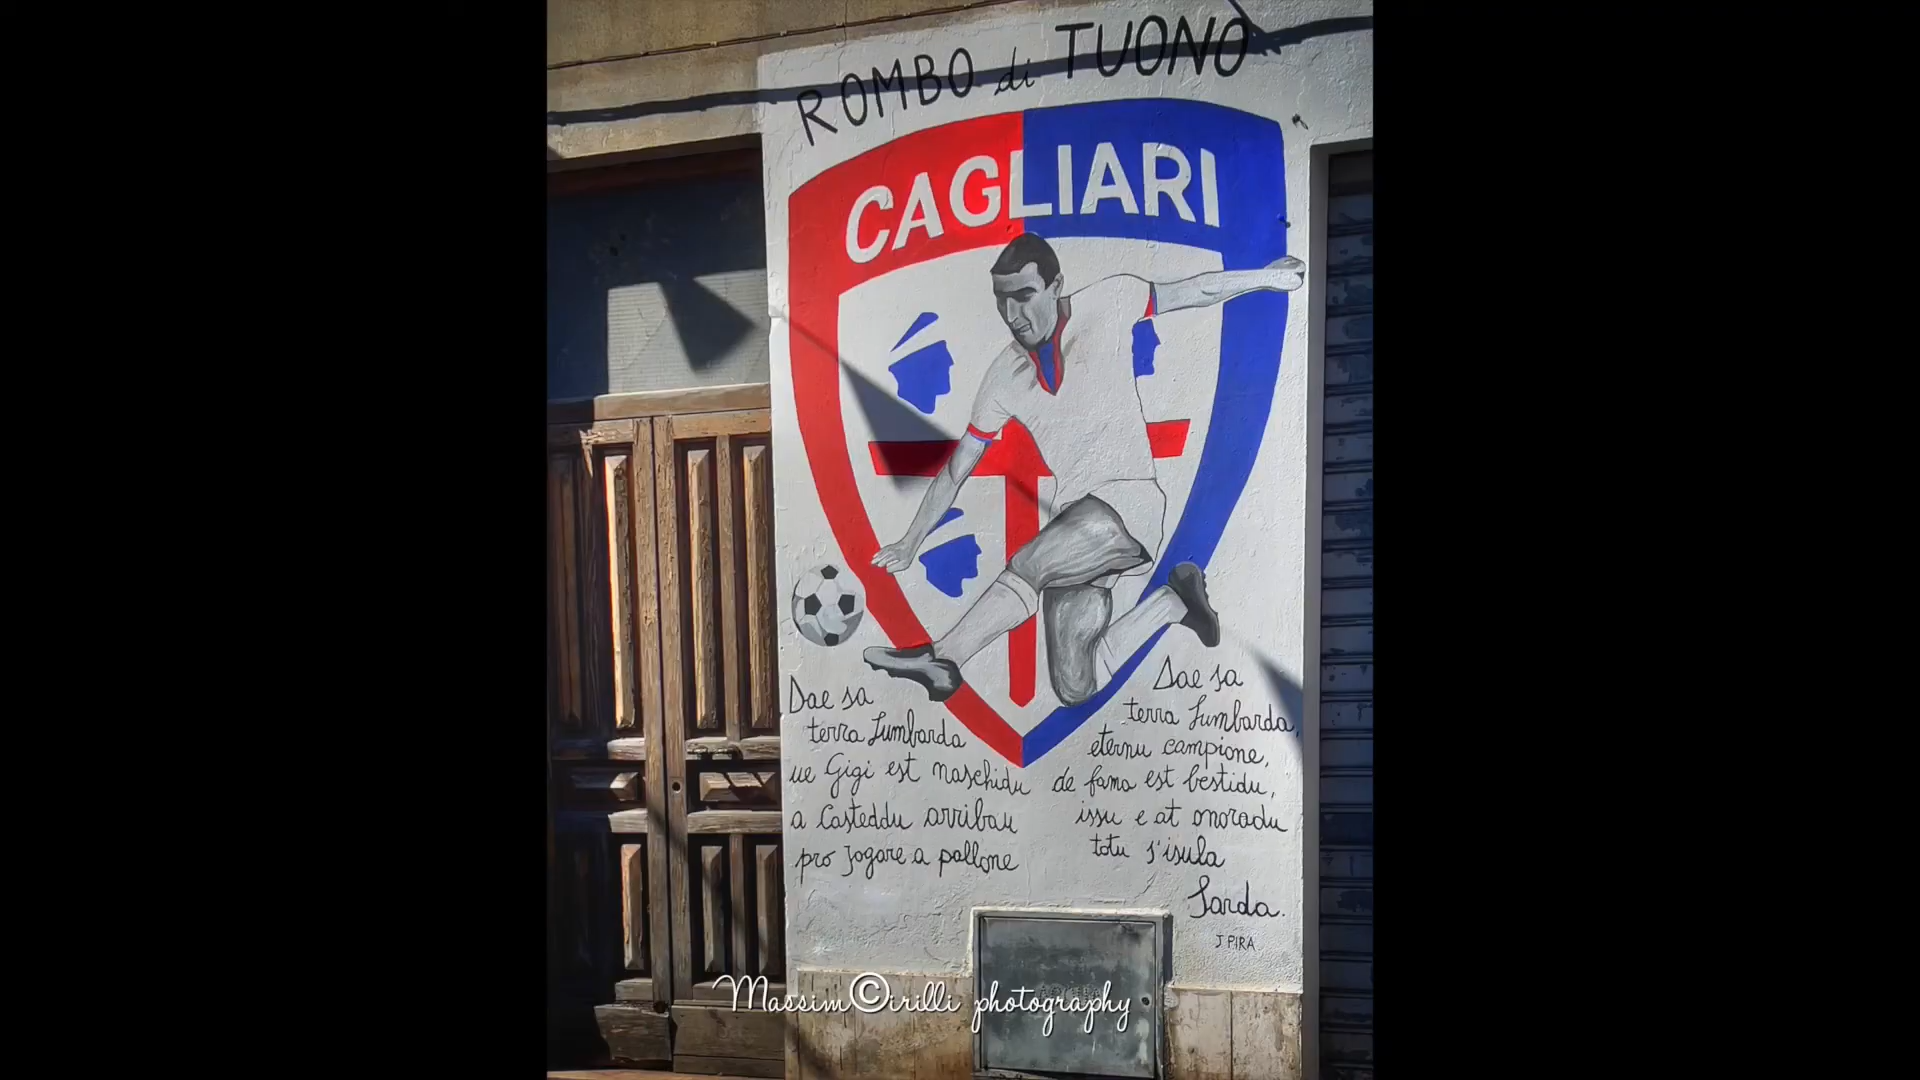 ROMBO di TUONO
CAGLIARI
Dae sa
terra Lumbarda
ue Gigi est naschidu
a Casteddu arribau
pro jogare a pallone
Dae sa
terra Lumbarda,
eternu campione,
de fama est bestidu,
issu e at onoradu
totu s'isula
Sarda.
J PIRA
Massim©irilli photography